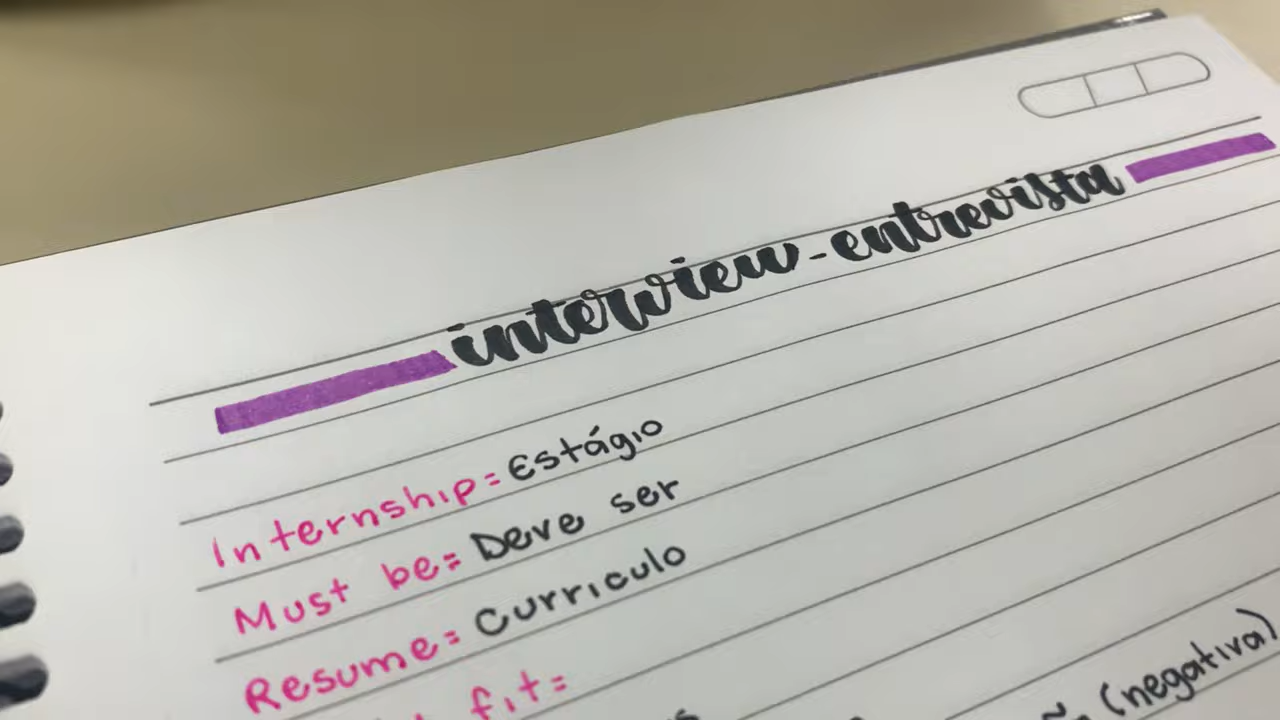 interview - entrevista
Internship = Estágio
Must be = Deve ser
Resume = Curriculo
fit =
(negativa)